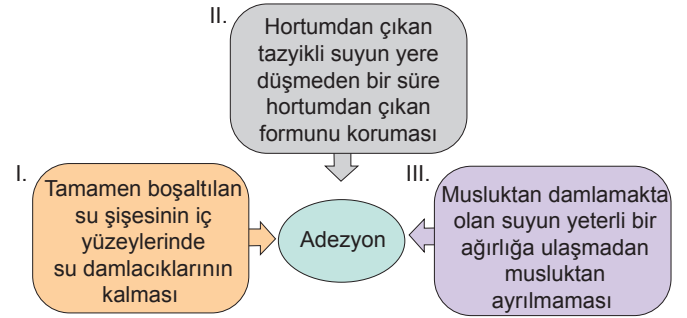 II.
Hortumdan çıkan
tazyikli suyun yere
düşmeden bir süre
hortumdan çıkan
formunu koruması
I.
Tamamen boşaltılan
su şişesinin iç
yüzeylerinde
su damlacıklarının
kalması
Adezyon
III.
Musluktan damlamakta
olan suyun yeterli bir
ağırlığa ulaşmadan
musluktan
ayrılmaması